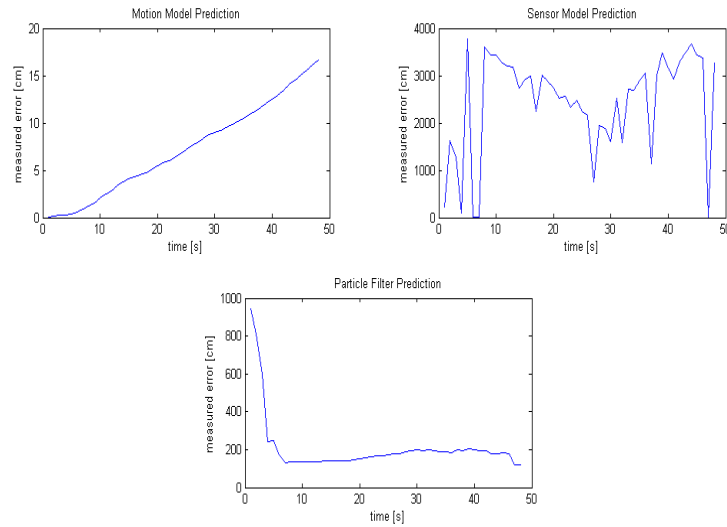 Motion Model Prediction
20
15
10
5
0
0 10 20 30 40 50
measured error [cm]
time [s]
Sensor Model Prediction
4000
3000
2000
1000
0
0 10 20 30 40 50
measured error [cm]
time [s]
Particle Filter Prediction
1000
800
600
400
200
0
0 10 20 30 40 50
measured error [cm]
time [s]